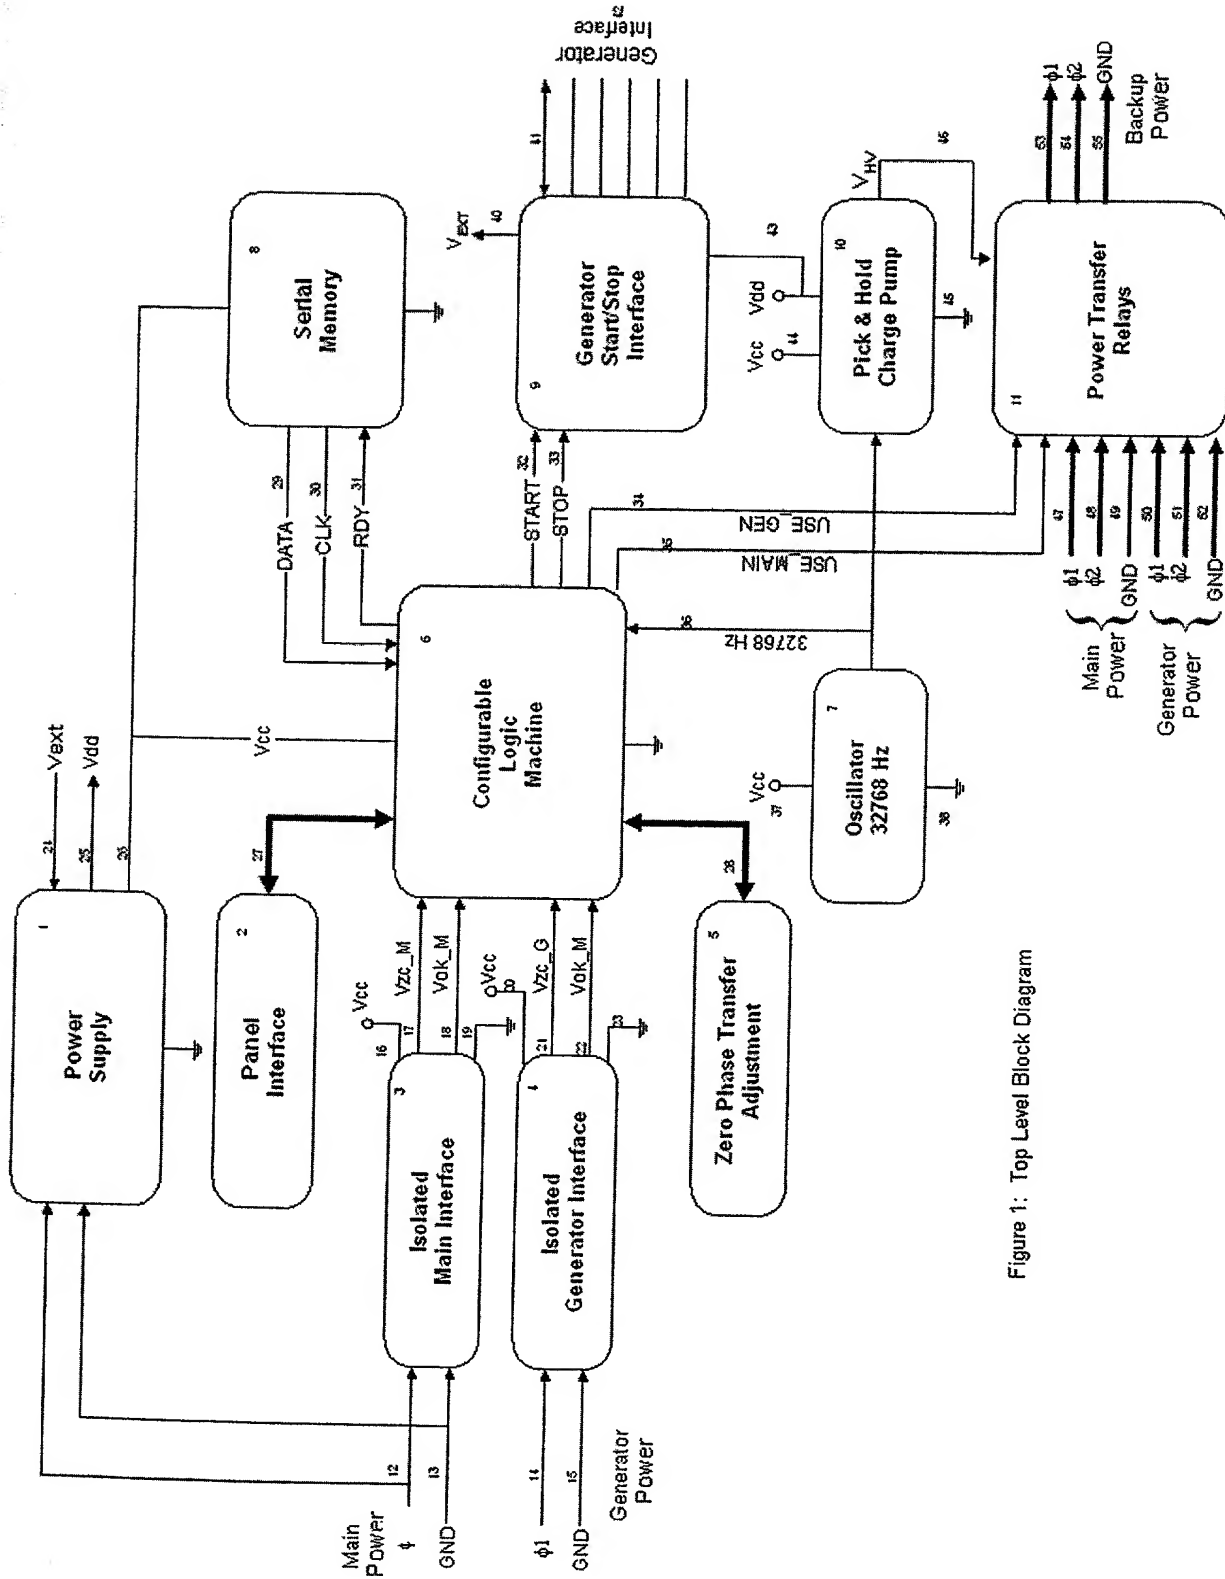 Main
Power
ϕ
GND
12
13
ϕ1
GND
14
15
Generator
Power
1
Power
Supply
24
Vext
25
Vdd
26
2
Panel
Interface
27
3
Isolated
Main Interface
16
Vcc
17
Vzc_M
18
Vok_M
19
4
Isolated
Generator Interface
Vcc
20
21
Vzc_G
22
Vok_M
23
5
Zero Phase Transfer
Adjustment
28
Vcc
6
Configurable
Logic
Machine
8
Serial
Memory
DATA
29
CLK
30
RDY
31
START
32
STOP
33
9
Generator
Start/Stop
Interface
VEXT
40
41
Generator
Interface
42
34
USE_GEN
35
USE_MAIN
36
32768 Hz
7
Oscillator
32768 Hz
Vcc
37
38
10
Pick & Hold
Charge Pump
Vcc
44
Vdd
43
45
VHV
46
11
Power Transfer
Relays
Main
Power
ϕ1
ϕ2
GND
47
48
49
Generator
Power
ϕ1
ϕ2
GND
50
51
52
53
54
55
ϕ1
ϕ2
GND
Backup
Power
Figure 1: Top Level Block Diagram